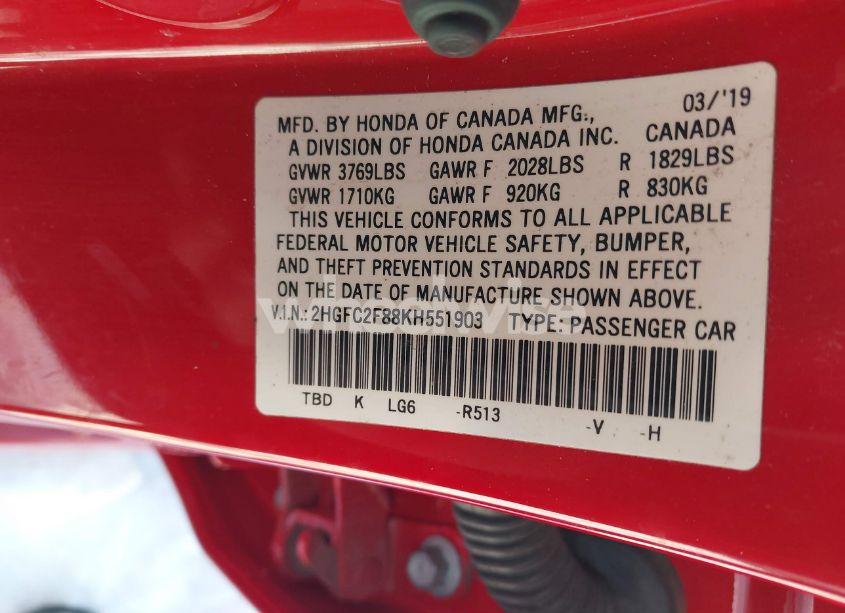 03/'19
MFD. BY HONDA OF CANADA MFG.,
A DIVISION OF HONDA CANADA INC. CANADA
GVWR 3769LBS GAWR F 2028LBS R 1829LBS
GVWR 1710KG GAWR F 920KG R 830KG
THIS VEHICLE CONFORMS TO ALL APPLICABLE
FEDERAL MOTOR VEHICLE SAFETY, BUMPER,
AND THEFT PREVENTION STANDARDS IN EFFECT
ON THE DATE OF MANUFACTURE SHOWN ABOVE.
V.I.N.: 2HGFC2F88KH551903 TYPE: PASSENGER CAR
TBD K LG6 -R513 -V -H
wheelwise